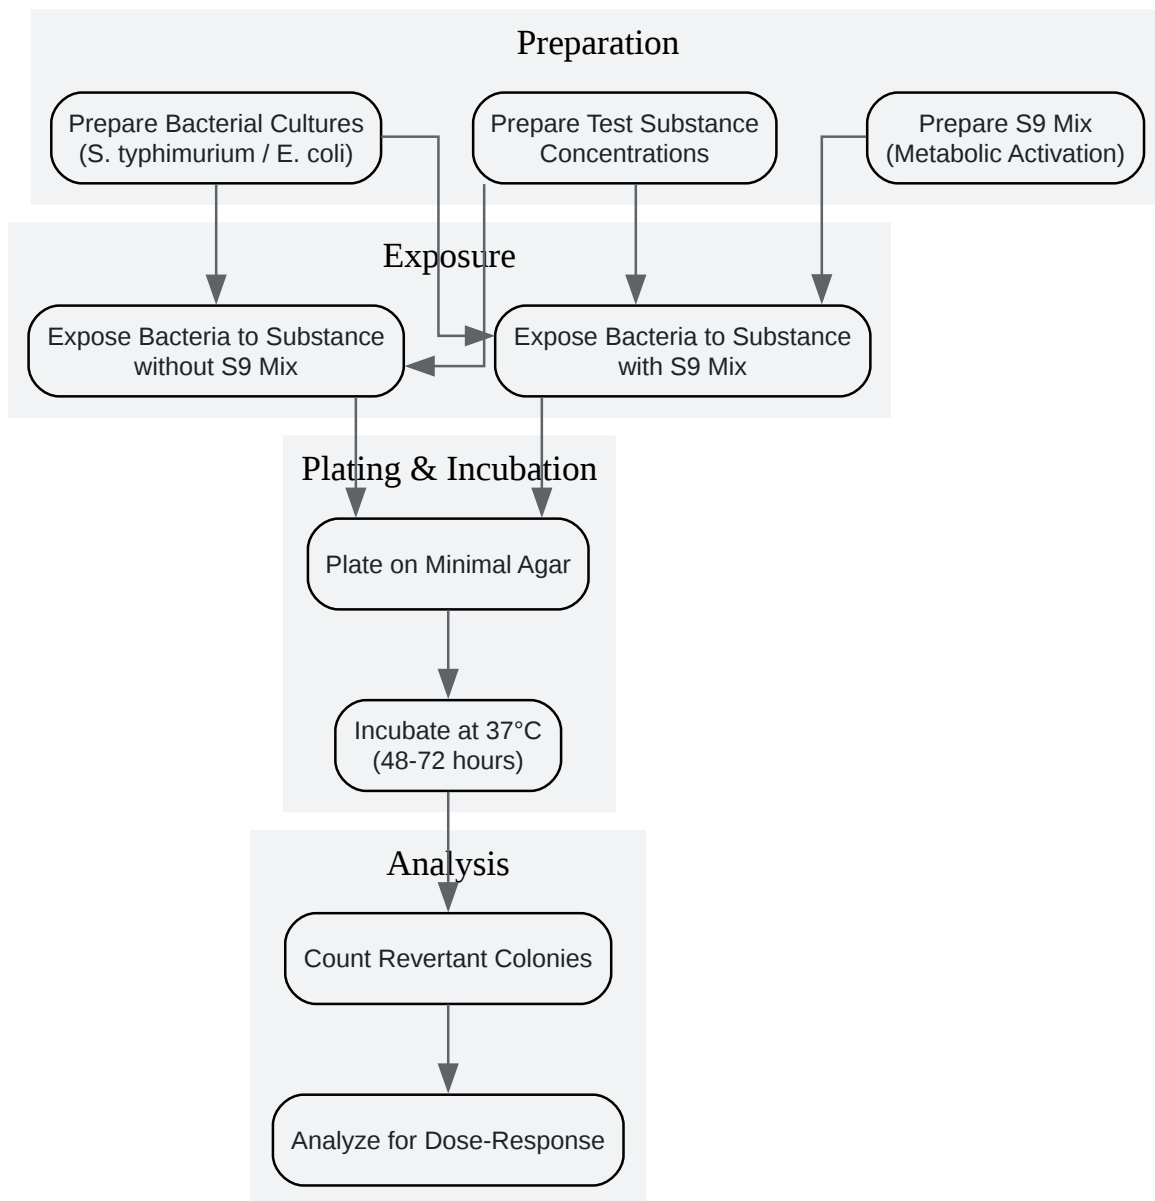 Preparation
Prepare Bacterial Cultures
(S. typhimurium / E. coli)
Prepare Test Substance
Concentrations
Prepare S9 Mix
(Metabolic Activation)
Exposure
Expose Bacteria to Substance
without S9 Mix
Expose Bacteria to Substance
with S9 Mix
Plating & Incubation
Plate on Minimal Agar
Incubate at 37°C
(48-72 hours)
Analysis
Count Revertant Colonies
Analyze for Dose-Response